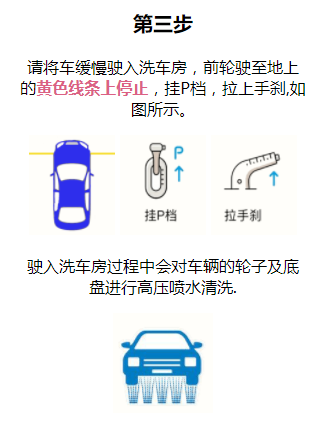 第三步
请将车缓慢驶入洗车房，前轮驶至地上
的黄色线条上停止，挂P档，拉上手刹,如
图所示。
P
挂P档
拉手刹
驶入洗车房过程中会对车辆的轮子及底
盘进行高压喷水清洗.